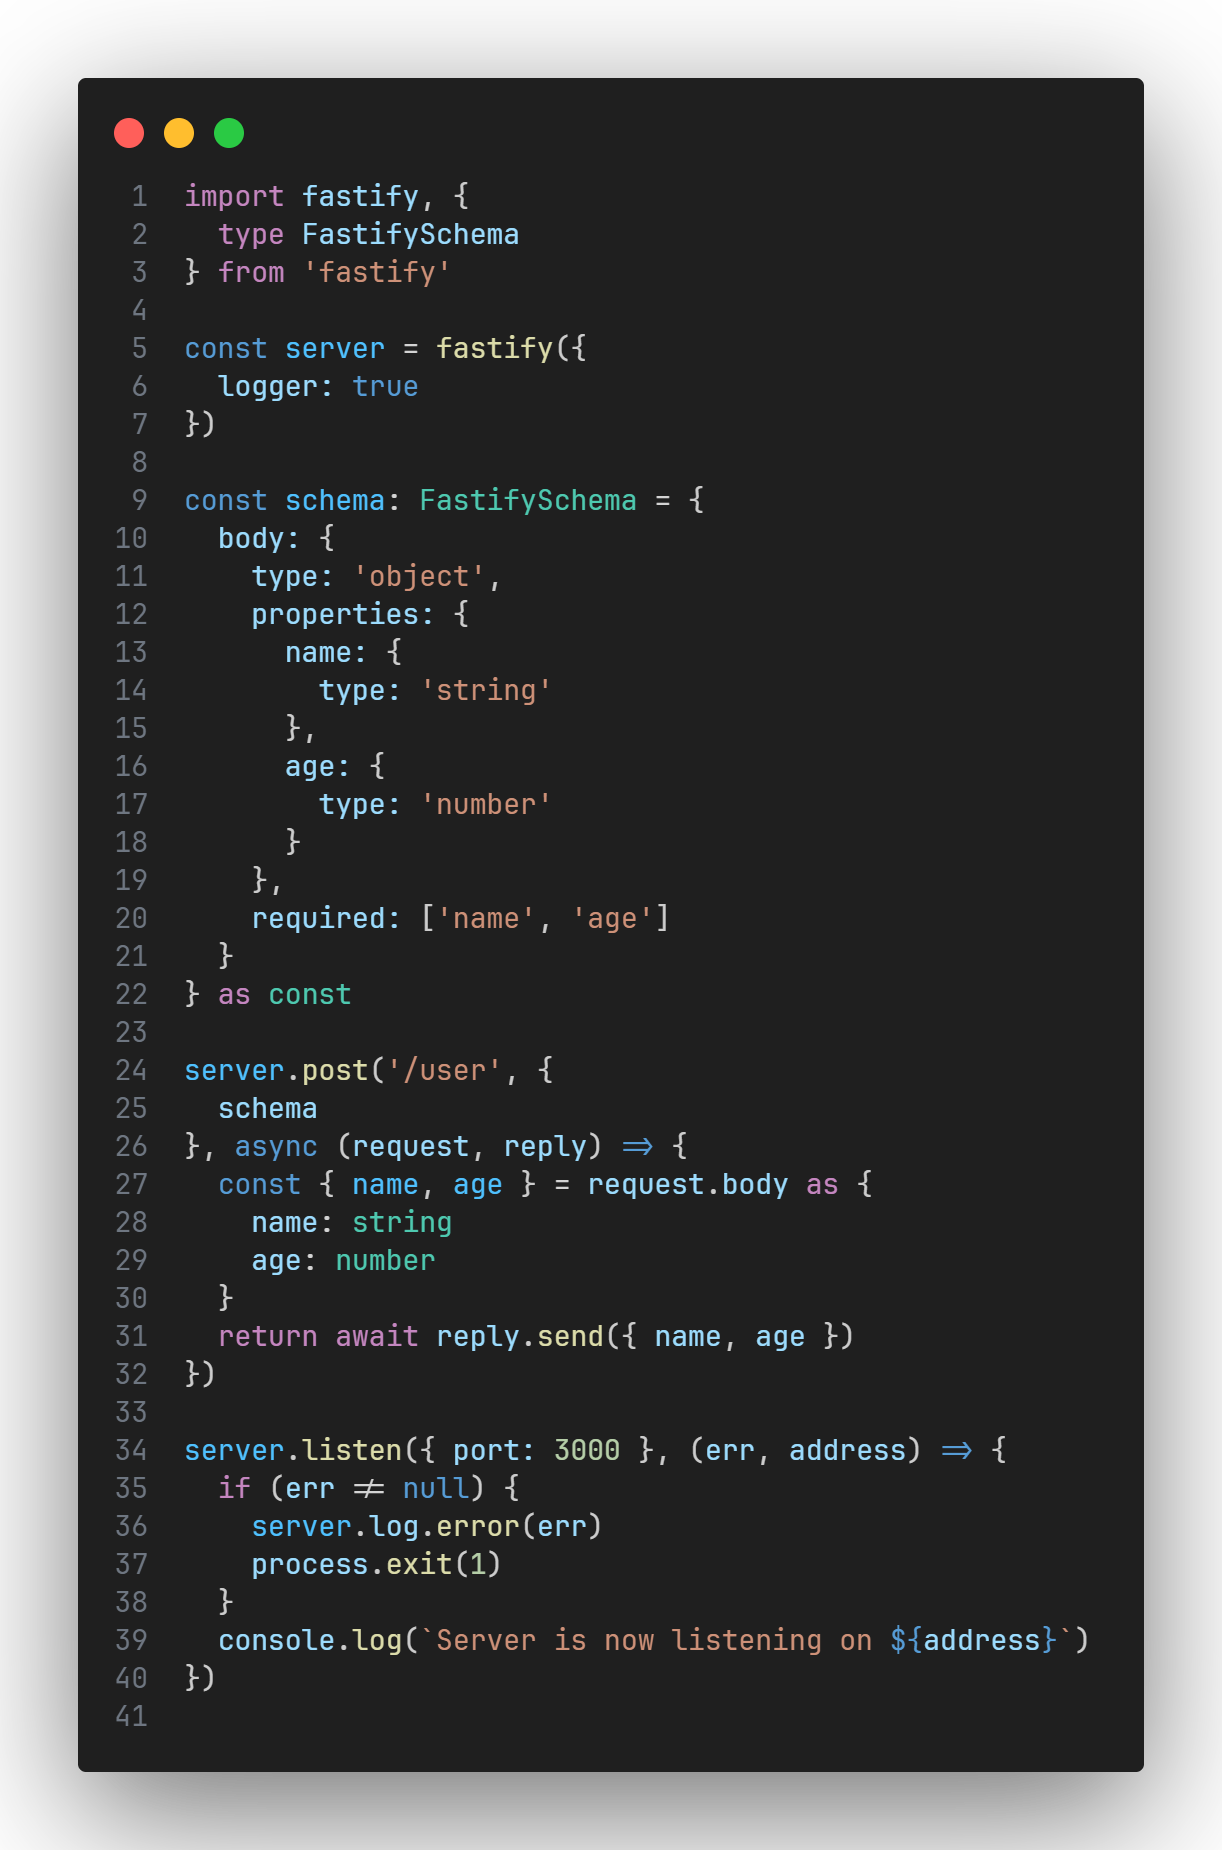 1 import fastify, {
2   type FastifySchema
3 } from 'fastify'
4
5 const server = fastify({
6   logger: true
7 })
8
9 const schema: FastifySchema = {
10   body: {
11     type: 'object',
12     properties: {
13       name: {
14         type: 'string'
15       },
16       age: {
17         type: 'number'
18       }
19     },
20     required: ['name', 'age']
21   }
22 } as const
23
24 server.post('/user', {
25   schema
26 }, async (request, reply) => {
27   const { name, age } = request.body as {
28     name: string
29     age: number
30   }
31   return await reply.send({ name, age })
32 })
33
34 server.listen({ port: 3000 }, (err, address) => {
35   if (err != null) {
36     server.log.error(err)
37     process.exit(1)
38   }
39   console.log(`Server is now listening on ${address}`)
40 })
41